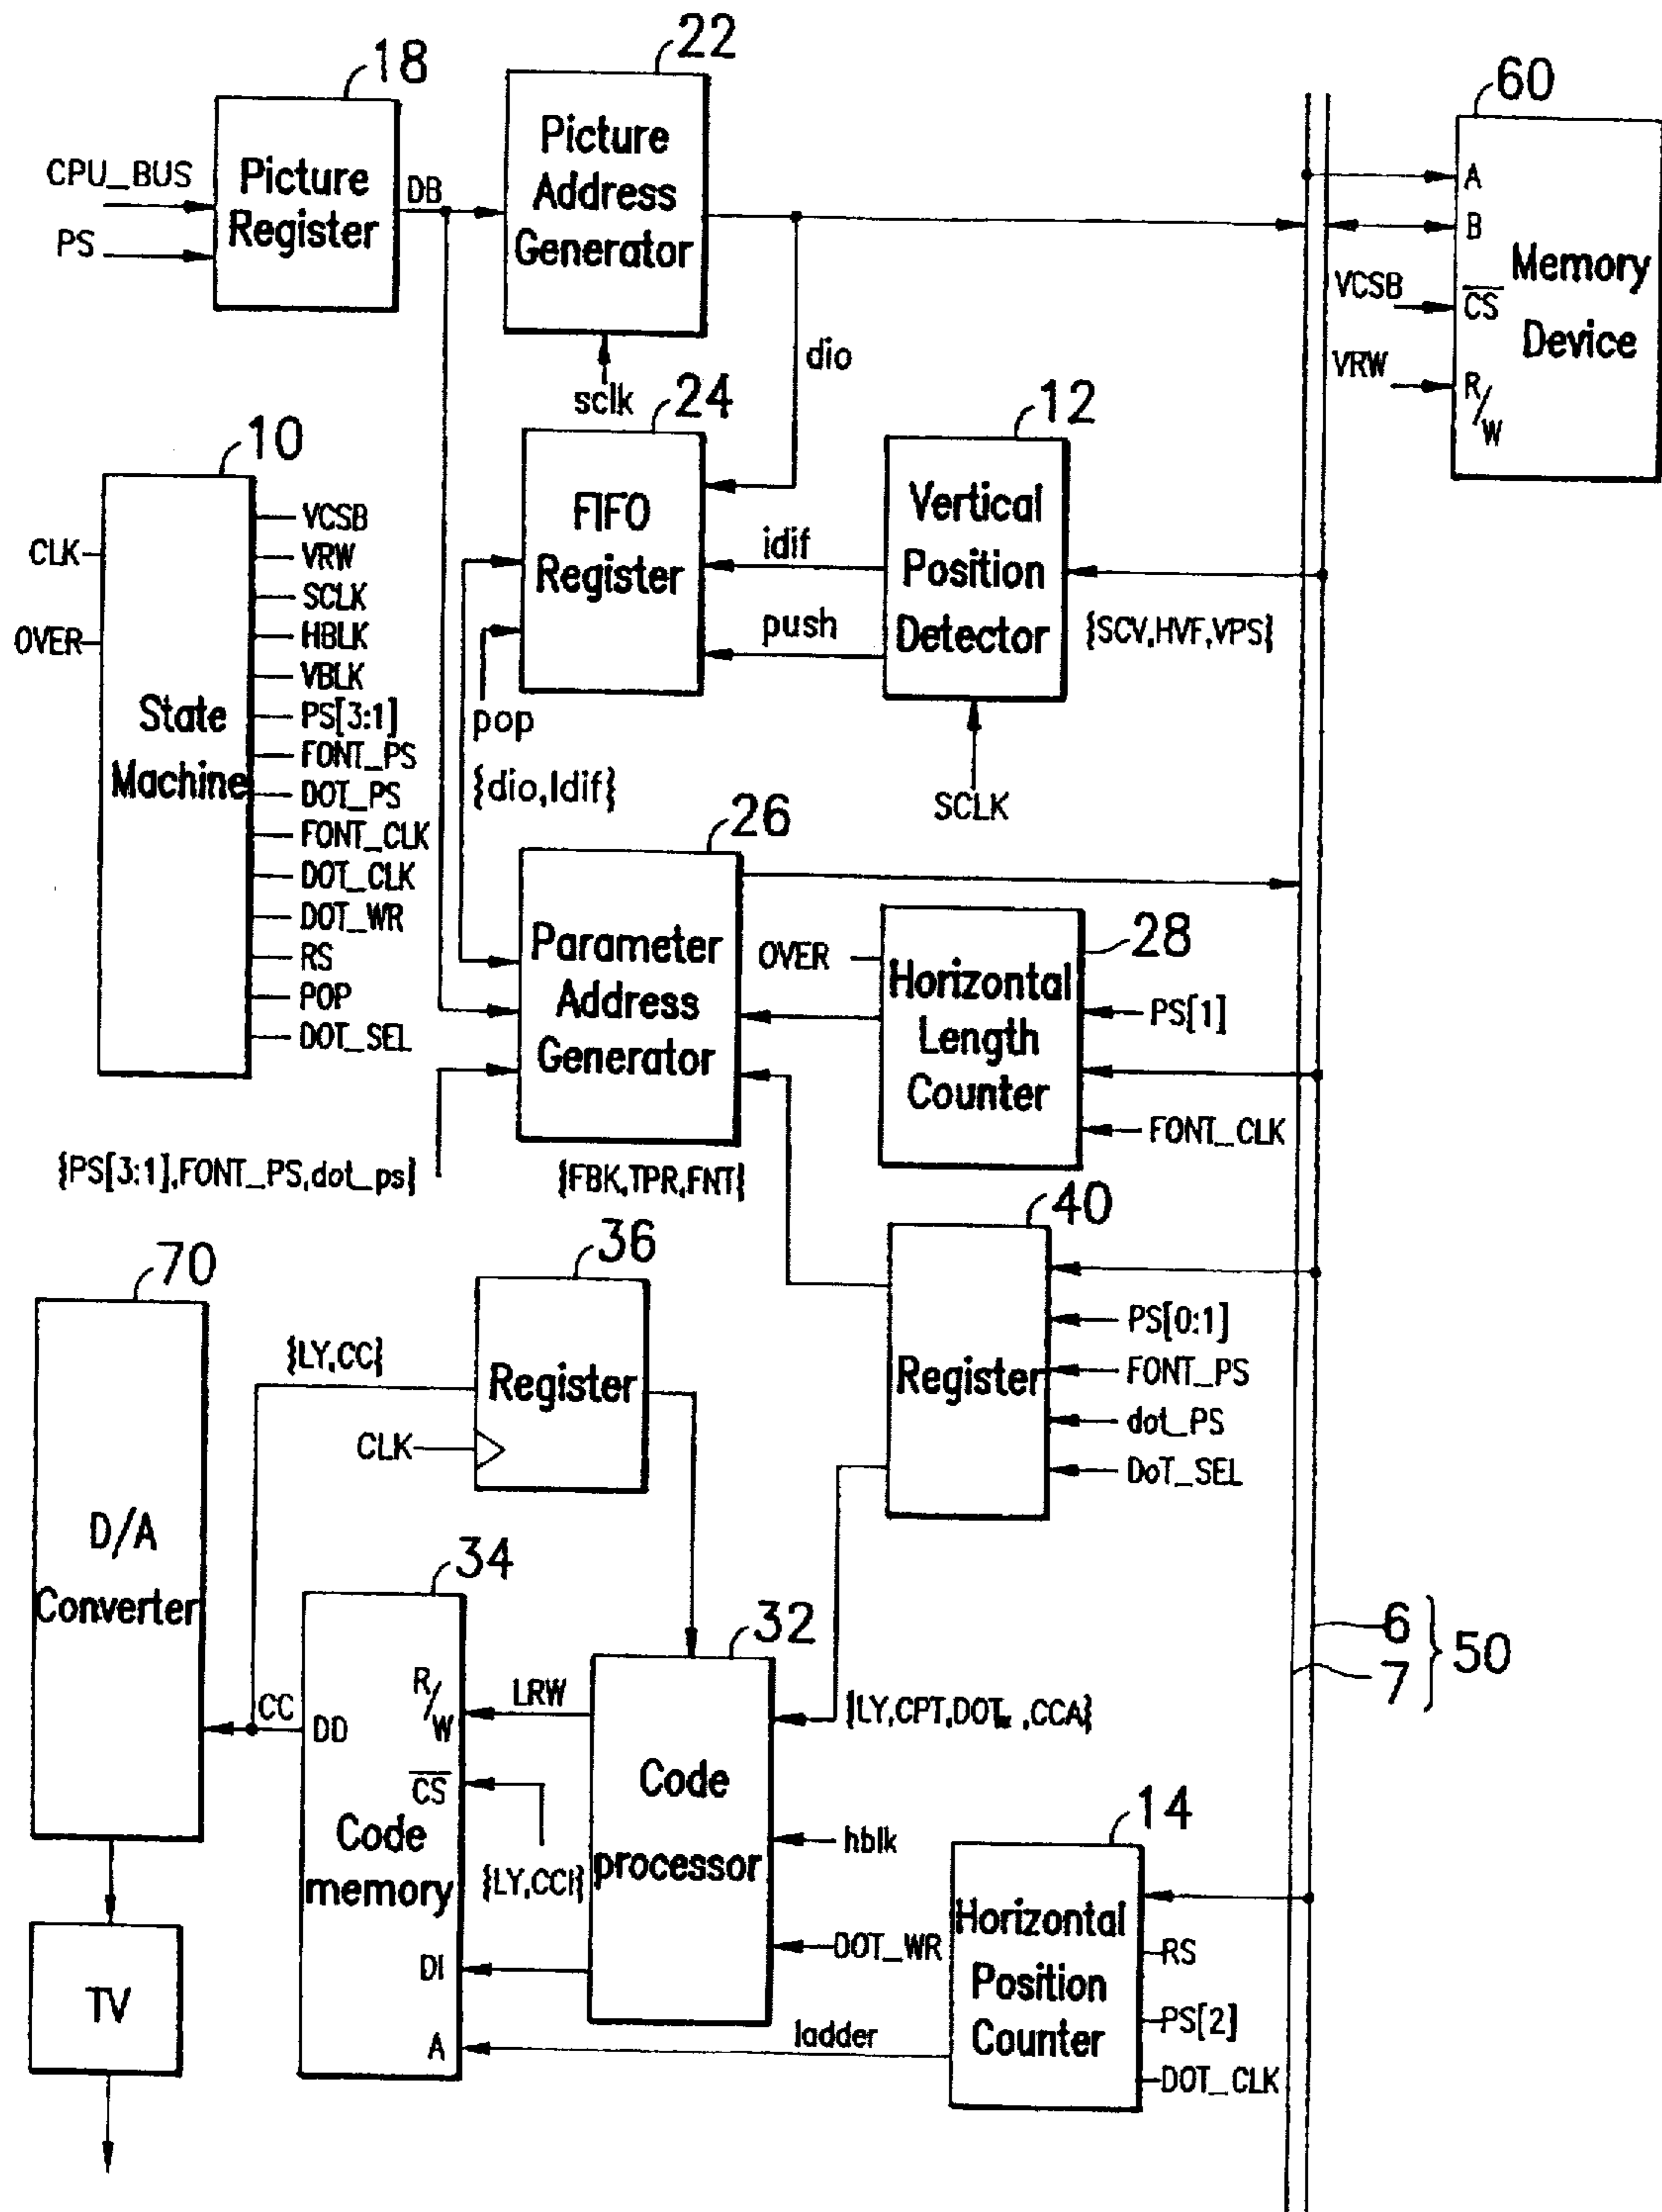 18
CPU_BUS
PS
Picture
Register
DB
22
Picture
Address
Generator
sclk
dio
60
A
B
VCSB
CS
VRW
R/W
Memory
Device
10
CLK
OVER
State
Machine
VCSB
VRW
SCLK
HBLK
VBLK
PS[3:1]
FONT_PS
DOT_PS
FONT_CLK
DOT_CLK
DOT_WR
RS
POP
DOT_SEL
24
FIFO
Register
idif
push
pop
{dio,Idif}
12
Vertical
Position
Detector
{SCV,HVF,VPS}
SCLK
26
Parameter
Address
Generator
{PS[3:1],FONT_PS,dot_ps}
{FBK,TPR,FNT}
28
OVER
Horizontal
Length
Counter
PS[1]
FONT_CLK
40
Register
PS[0:1]
FONT_PS
dot_PS
DoT_SEL
36
Register
{LY,CC}
CLK
70
D/A
Converter
TV
34
CC
DD
R/W
CS
Code
memory
DI
A
LRW
{LY,CCI}
32
Code
processor
{LY,CPT,DOT ,CCA}
hblk
DOT_WR
ladder
14
Horizontal
Position
Counter
RS
PS[2]
DOT_CLK
6
7
} 50